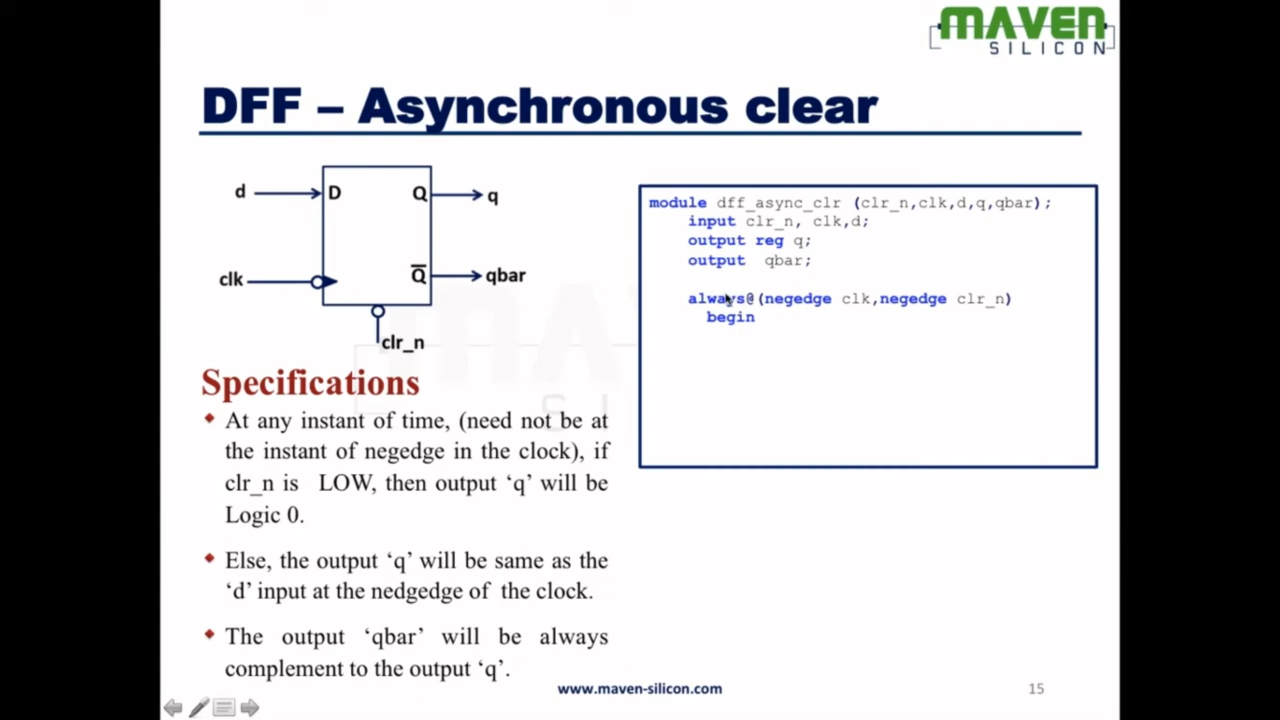 MAVEN
SILICON
DFF – Asynchronous clear
d
D
Q
q
clk
Q
qbar
clr_n
module dff_async_clr (clr_n,clk,d,q,qbar);
input clr_n, clk,d;
output reg q;
output qbar;
always@(negedge clk,negedge clr_n)
begin
Specifications
At any instant of time, (need not be at
the instant of negedge in the clock), if
clr_n is LOW, then output ‘q’ will be
Logic 0.
Else, the output ‘q’ will be same as the
‘d’ input at the nedgedge of the clock.
The output ‘qbar’ will be always
complement to the output ‘q’.
www.maven-silicon.com
15